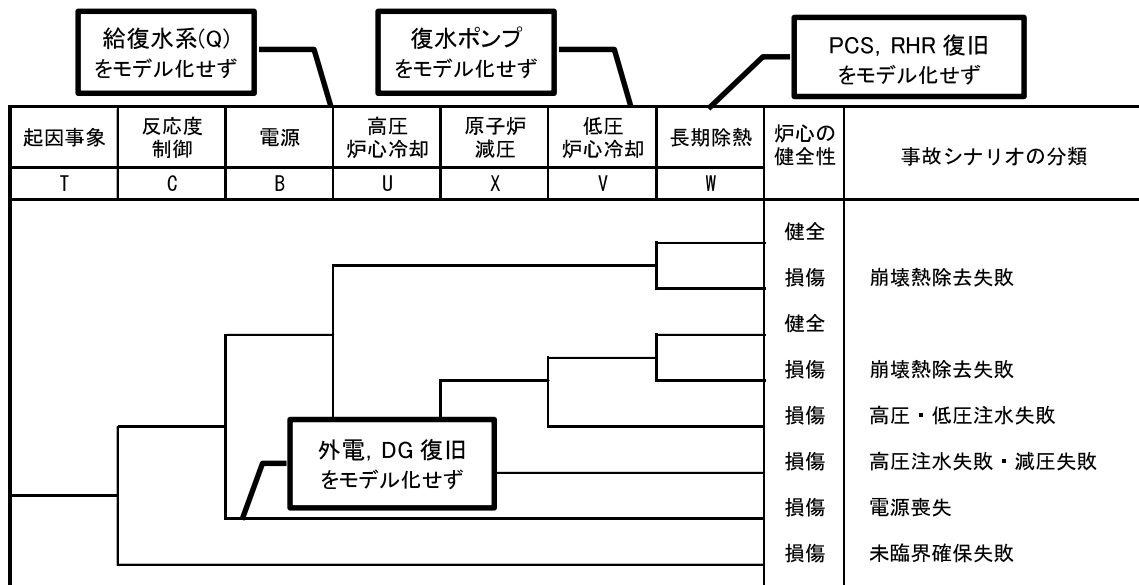 給復水系(Q)
をモデル化せず
復水ポンプ
をモデル化せず
PCS, RHR 復旧
をモデル化せず
起因事象
反応度
制御
電源
高圧
炉心冷却
原子炉
減圧
低圧
炉心冷却
長期除熱
炉心の
健全性
事故シナリオの分類
T
C
B
U
X
V
W
健全
損傷
崩壊熱除去失敗
健全
損傷
崩壊熱除去失敗
損傷
高圧・低圧注水失敗
外電, DG 復旧
をモデル化せず
損傷
高圧注水失敗・減圧失敗
損傷
電源喪失
損傷
未臨界確保失敗